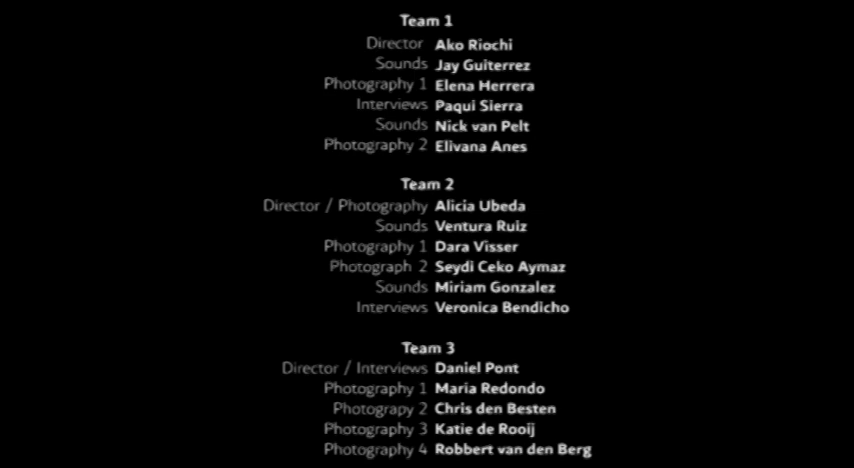 Team 1
Director Ako Riochi
Sounds Jay Guiterrez
Photography 1 Elena Herrera
Interviews Paqui Sierra
Sounds Nick van Pelt
Photography 2 Elivana Anes
Team 2
Director / Photography Alicia Ubeda
Sounds Ventura Ruiz
Photography 1 Dara Visser
Photograph 2 Seydi Ceko Aymaz
Sounds Miriam Gonzalez
Interviews Veronica Bendicho
Team 3
Director / Interviews Daniel Pont
Photography 1 Maria Redondo
Photograpy 2 Chris den Besten
Photography 3 Katie de Rooij
Photography 4 Robbert van den Berg